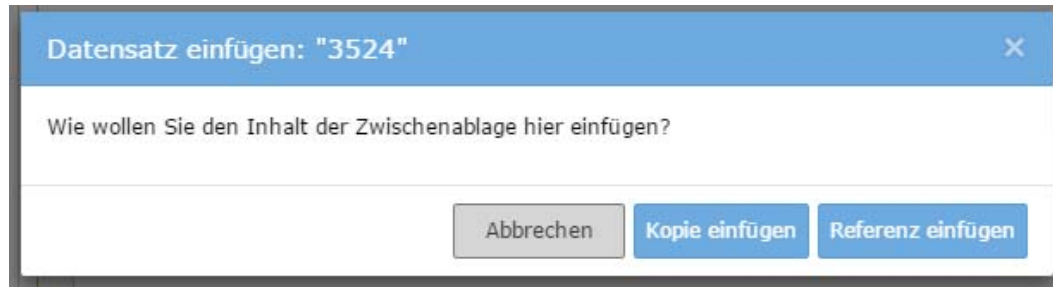 Datensatz einfügen: "3524"
Wie wollen Sie den Inhalt der Zwischenablage hier einfügen?
Abbrechen Kopie einfügen Referenz einfügen